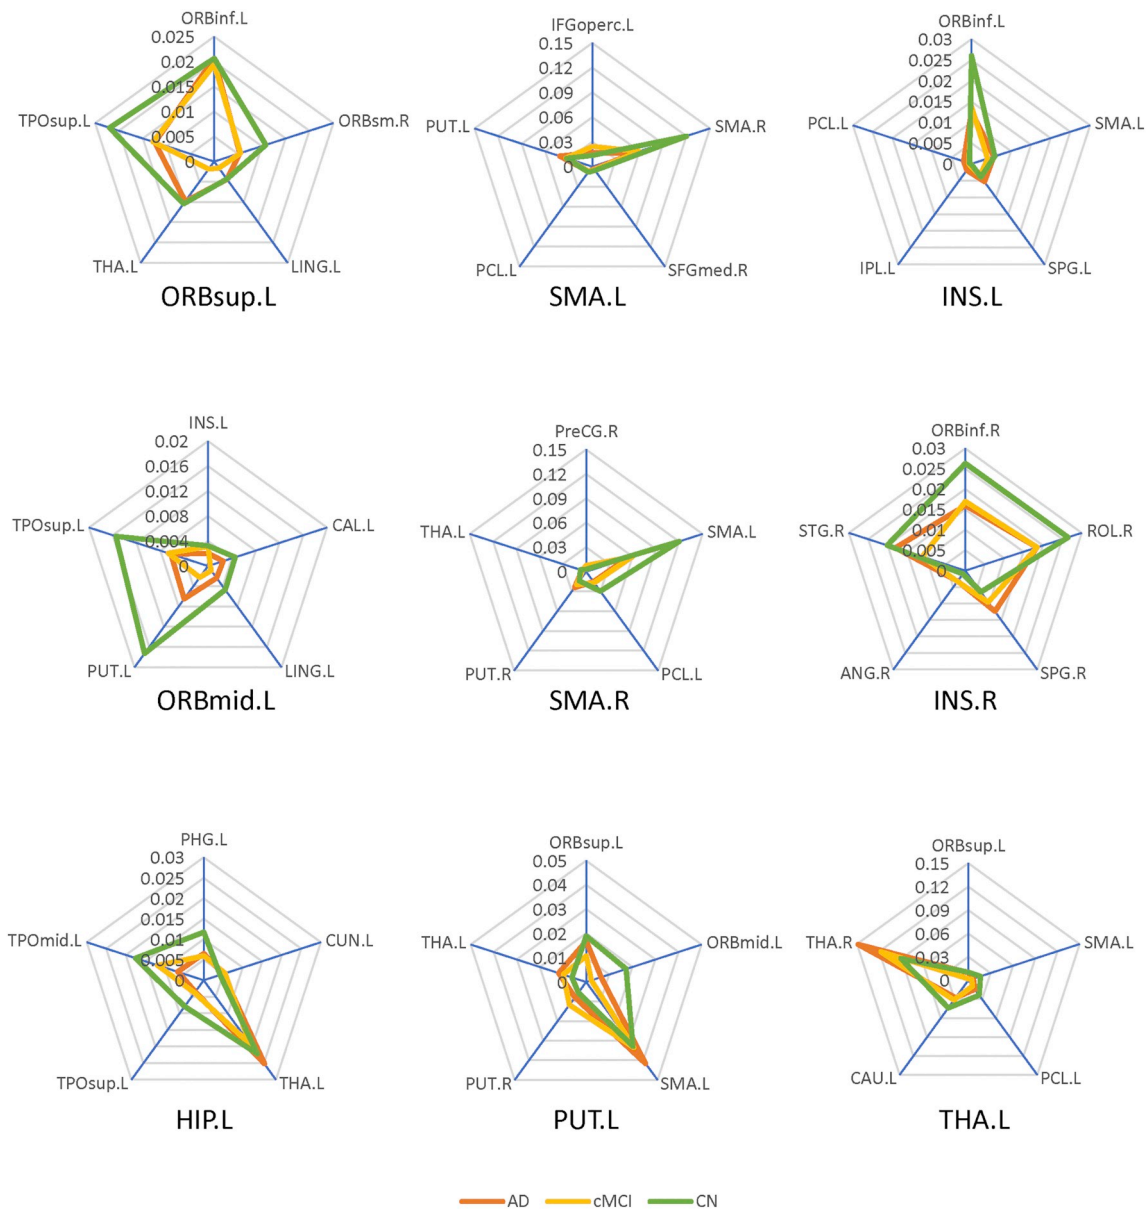 ORBinf.L
0.025
0.02
0.015
0.01
0.005
0
TPOsup.L
ORBsm.R
THA.L
LING.L
ORBsup.L
IFGoperc.L
0.15
0.12
0.09
0.06
0.03
0
PUT.L
SMA.R
PCL.L
SFGmed.R
SMA.L
ORBinf.L
0.03
0.025
0.02
0.015
0.01
0.005
0
PCL.L
SMA.L
IPL.L
SPG.L
INS.L
INS.L
0.02
0.016
0.012
0.008
0.004
0
TPOsup.L
CAL.L
PUT.L
LING.L
ORBmid.L
PreCG.R
0.15
0.12
0.09
0.06
0.03
0
THA.L
SMA.L
PUT.R
PCL.L
SMA.R
ORBinf.R
0.03
0.025
0.02
0.015
0.01
0.005
0
STG.R
ROL.R
ANG.R
SPG.R
INS.R
PHG.L
0.03
0.025
0.02
0.015
0.01
0.005
0
TPOmid.L
CUN.L
TPOsup.L
THA.L
HIP.L
ORBsup.L
0.05
0.04
0.03
0.02
0.01
0
THA.L
ORBmid.L
PUT.R
SMA.L
PUT.L
ORBsup.L
0.15
0.12
0.09
0.06
0.03
0
THA.R
SMA.L
CAU.L
PCL.L
THA.L
AD cMCI CN